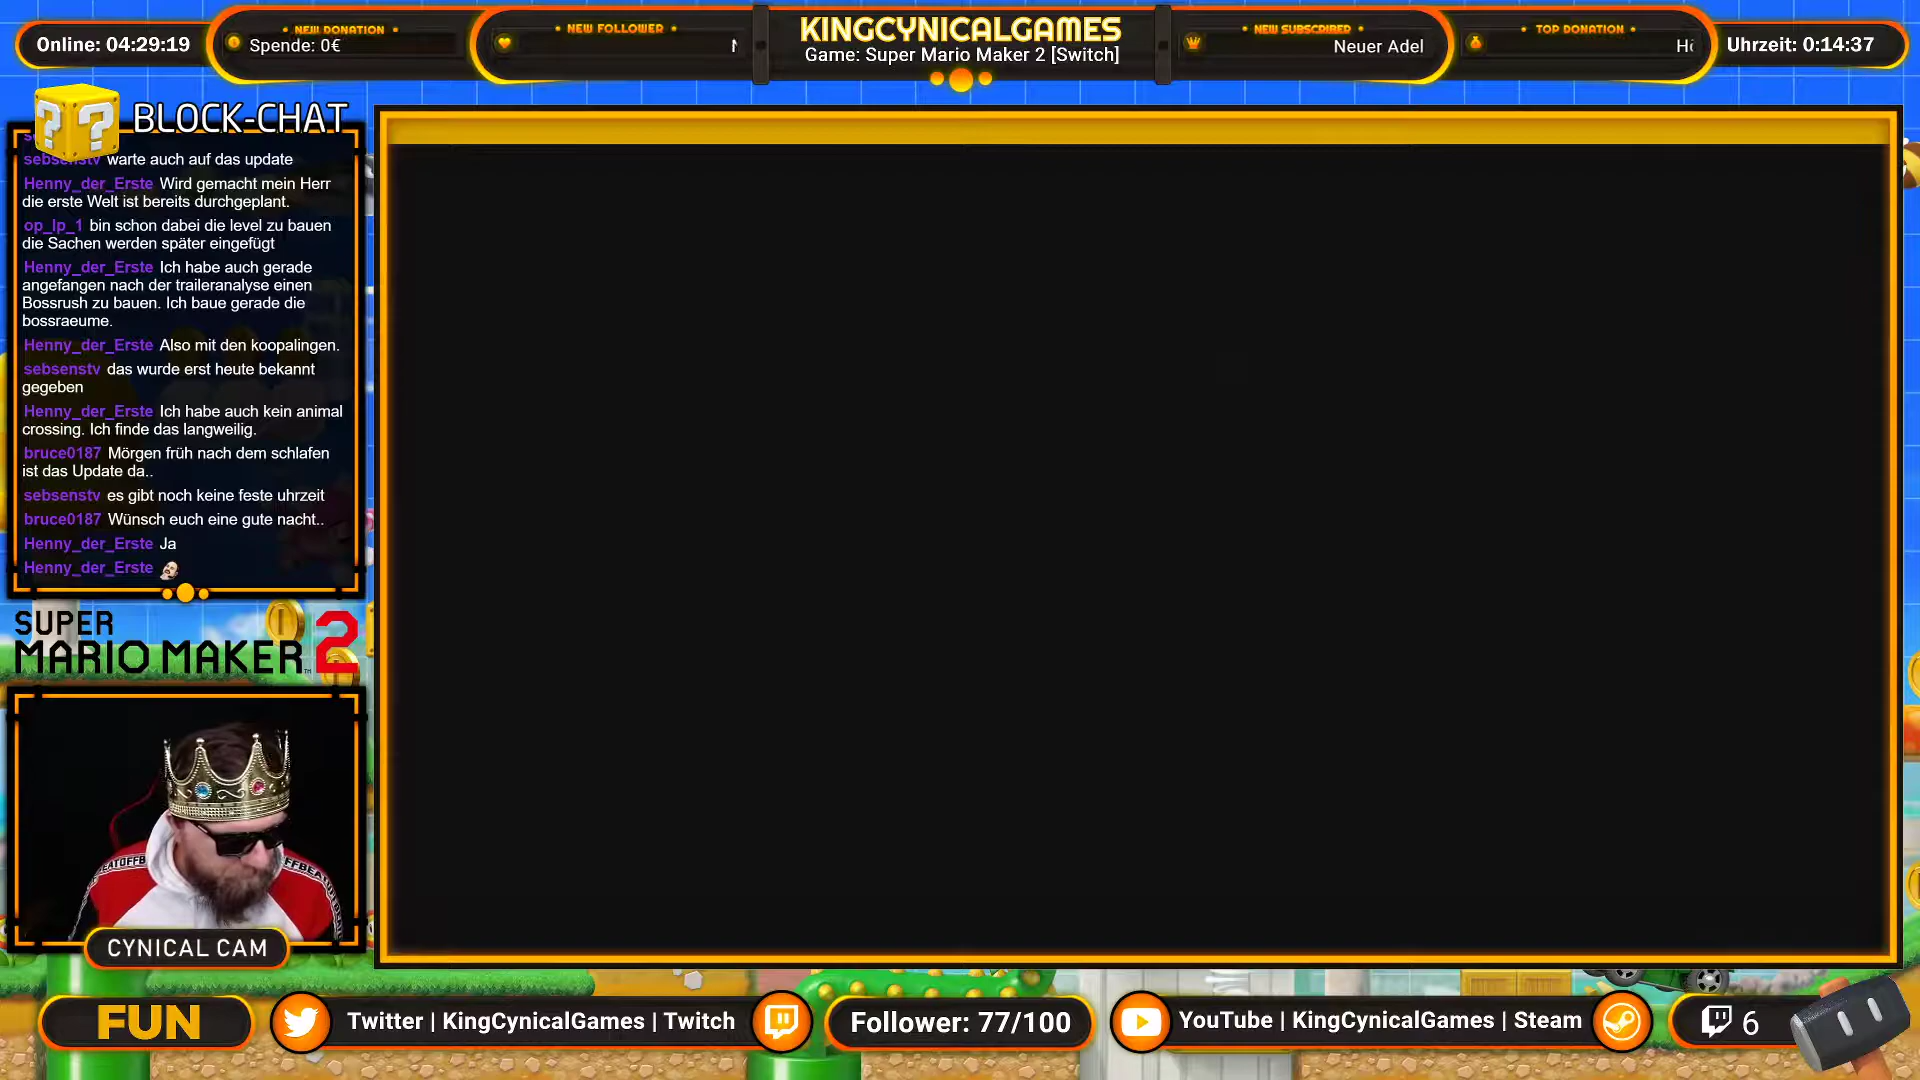 Online: 04:29:19
NEW DONATION
Spende: 0€
NEW FOLLOWER
KINGCYNICALGAMES
Game: Super Mario Maker 2 [Switch]
NEW SUBSCRIBER
Neuer Adel
TOP DONATION
Uhrzeit: 0:14:37
BLOCK-CHAT
sebsenstv warte auch auf das update
Henny_der_Erste Wird gemacht mein Herr
die erste Welt ist bereits durchgeplant.
op_lp_1 bin schon dabei die level zu bauen
die Sachen werden später eingefügt
Henny_der_Erste Ich habe auch gerade
angefangen nach der traileranalyse einen
Bossrush zu bauen. Ich baue gerade die
bossraeume.
Henny_der_Erste Also mit den koopalingen.
sebsenstv das wurde erst heute bekannt
gegeben
Henny_der_Erste Ich habe auch kein animal
crossing. Ich finde das langweilig.
bruce0187 Mörgen früh nach dem schlafen
ist das Update da..
sebsenstv es gibt noch keine feste uhrzeit
bruce0187 Wünsch euch eine gute nacht..
Henny_der_Erste Ja
Henny_der_Erste
SUPER
MARIO MAKER 2
CYNICAL CAM
FUN
Twitter | KingCynicalGames | Twitch
Follower: 77/100
YouTube | KingCynicalGames | Steam
6